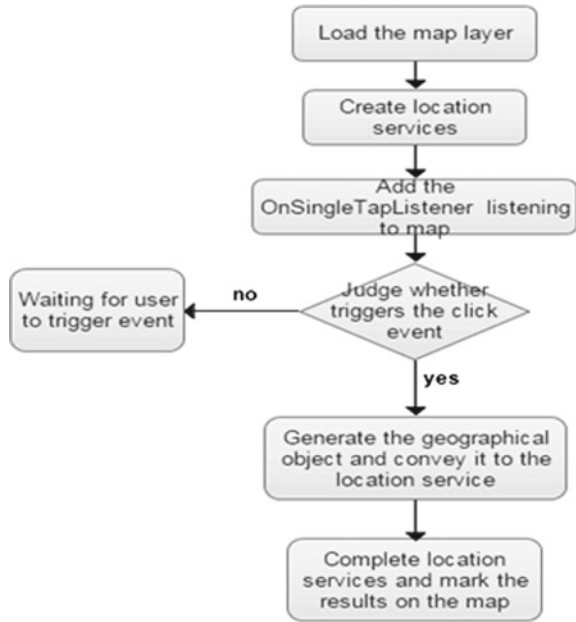 Load the map layer
Create location
services
Add the
OnSingleTapListener listening
to map
Judge whether
triggers the click
event
no
Waiting for user
to trigger event
yes
Generate the geographical
object and convey it to the
location service
Complete location
services and mark the
results on the map